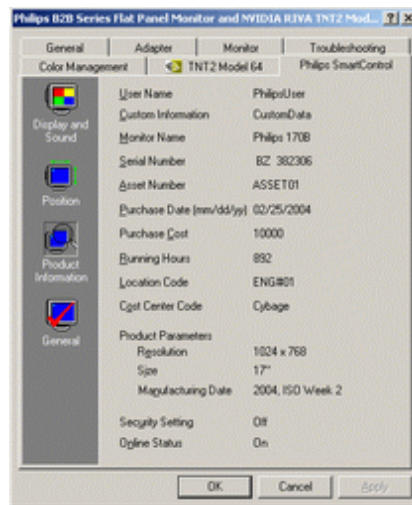 Philips B2B Series Flat Panel Monitor and NVIDIA RIVA TNT2 Mod... ? x
General Adapter Monitor Troubleshooting
Color Management TNT2 Model 64 Philips SmartControl
Display and
Sound
Position
Product
Information
General
User Name PhilipsUser
Custom Information CustomData
Monitor Name Philips 170B
Serial Number BZ 382306
Asset Number ASSET01
Purchase Date (mm/dd/yy) 02/25/2004
Purchase Cost 10000
Running Hours 892
Location Code ENG#01
Cost Center Code Cybage
Product Parameters
Resolution 1024 x 768
Size 17"
Manufacturing Date 2004, ISO Week 2
Security Setting Off
Online Status On
OK Cancel Apply